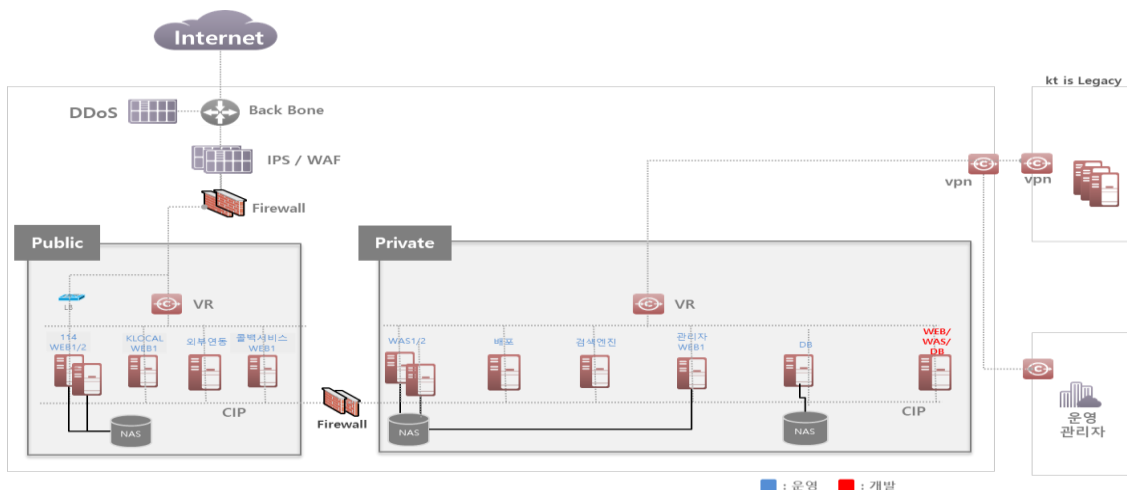 Internet
kt is Legacy
DDoS
Back Bone
IPS / WAF
vpn
vpn
Firewall
Public
Private
LB
VR
VR
114
WEB1/2
KLOCAL
WEB1
외부연동
콜백서비스
WEB1
WAS1/2
배포
검색엔진
관리자
WEB1
DB
WEB/
WAS/
DB
CIP
CIP
Firewall
NAS
NAS
NAS
운영
관리자
: 운영
: 개발